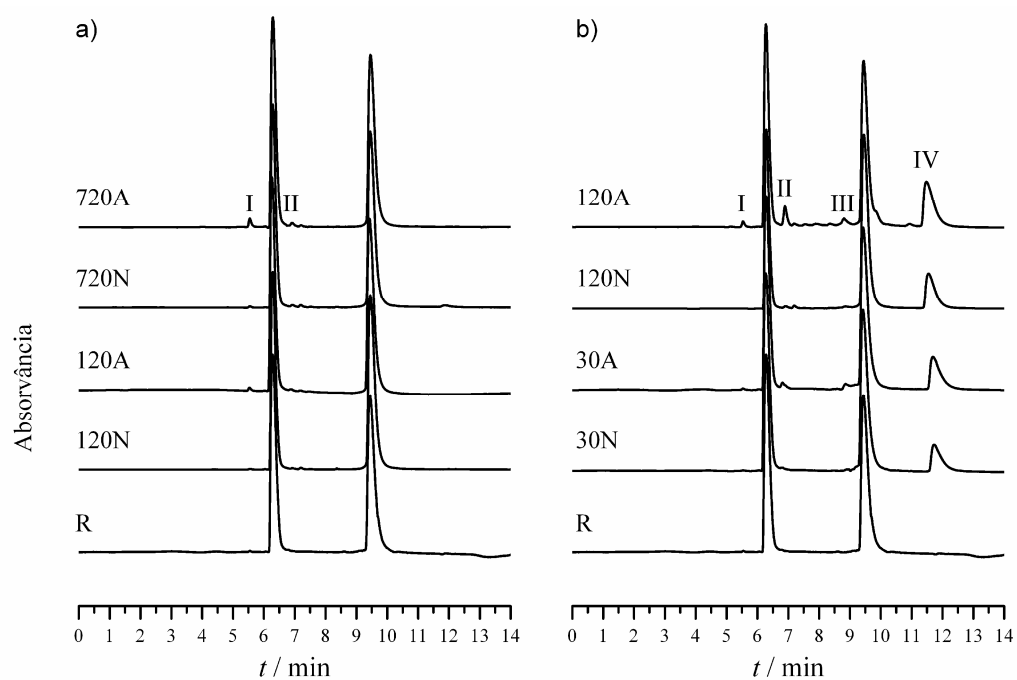 a)
I II
720A
720N
120A
120N
R
Absorvância
0 1 2 3 4 5 6 7 8 9 10 11 12 13 14
t / min
b)
I II III IV
120A
120N
30A
30N
R
0 1 2 3 4 5 6 7 8 9 10 11 12 13 14
t / min